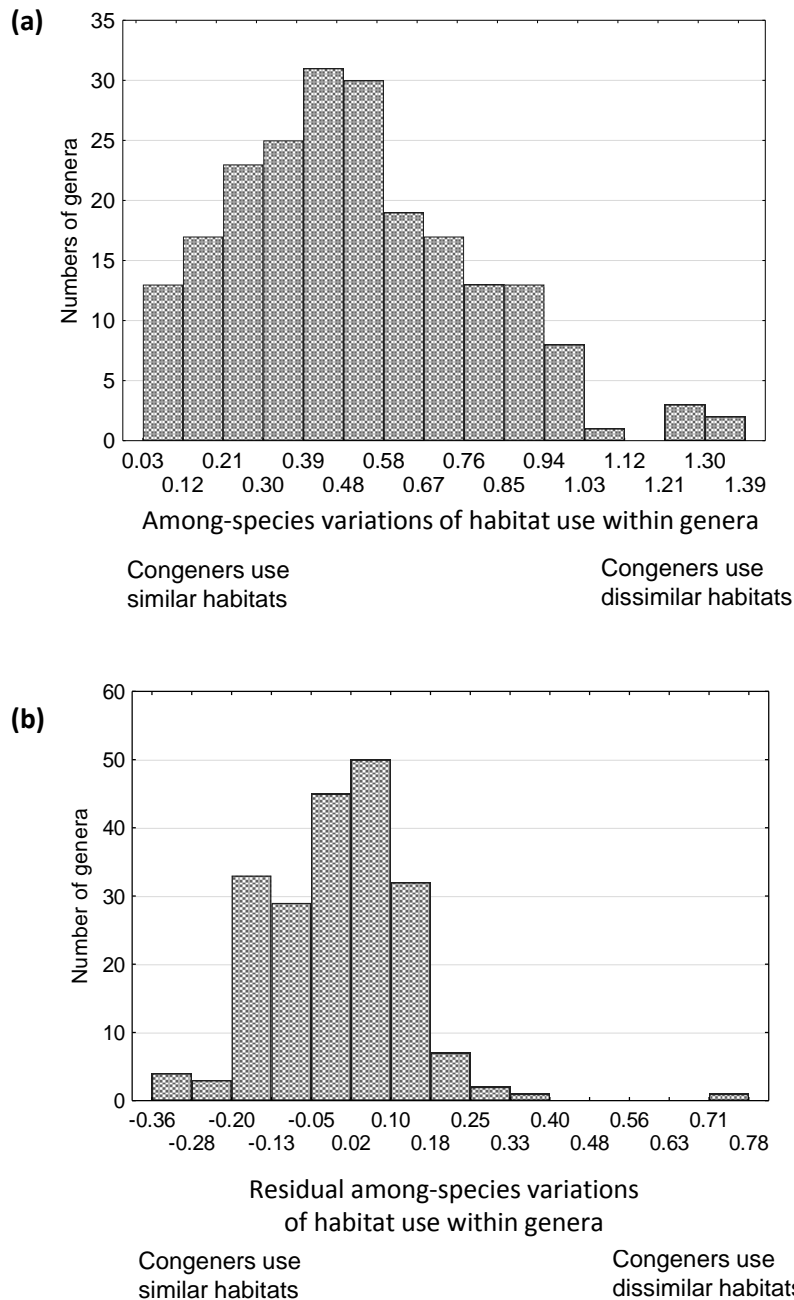 (a)
35
30
25
20
15
10
5
0
Numbers of genera
0.03 0.21 0.39 0.58 0.76 0.94 1.12 1.30
0.12 0.30 0.48 0.67 0.85 1.03 1.21 1.39
Among-species variations of habitat use within genera
Congeners use
similar habitats
Congeners use
dissimilar habitats
(b)
60
50
40
30
20
10
0
Number of genera
-0.36 -0.20 -0.05 0.10 0.25 0.40 0.56 0.71
-0.28 -0.13 0.02 0.18 0.33 0.48 0.63 0.78
Residual among-species variations
of habitat use within genera
Congeners use
similar habitats
Congeners use
dissimilar habitats